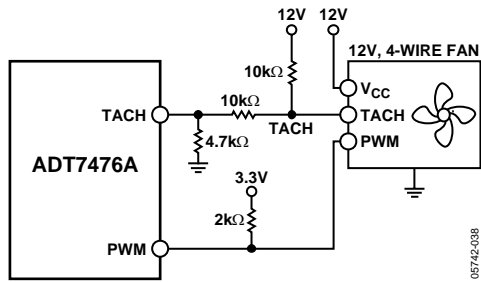 12V 12V
12V, 4-WIRE FAN
10kΩ
VCC
10kΩ
TACH
TACH
TACH
4.7kΩ
PWM
ADT7476A
3.3V
2kΩ
PWM
05742-038